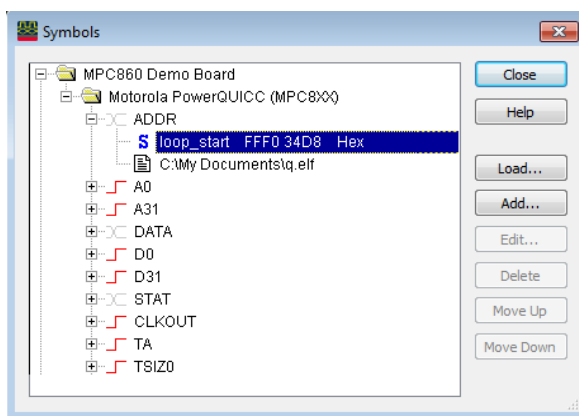 Symbols
MPC860 Demo Board
Motorola PowerQUICC (MPC8XX)
ADDR
S loop_start FFF0 34D8 Hex
C:\My Documents\q.elf
A0
A31
DATA
D0
D31
STAT
CLKOUT
TA
TSIZ0
Close
Help
Load...
Add...
Edit...
Delete
Move Up
Move Down